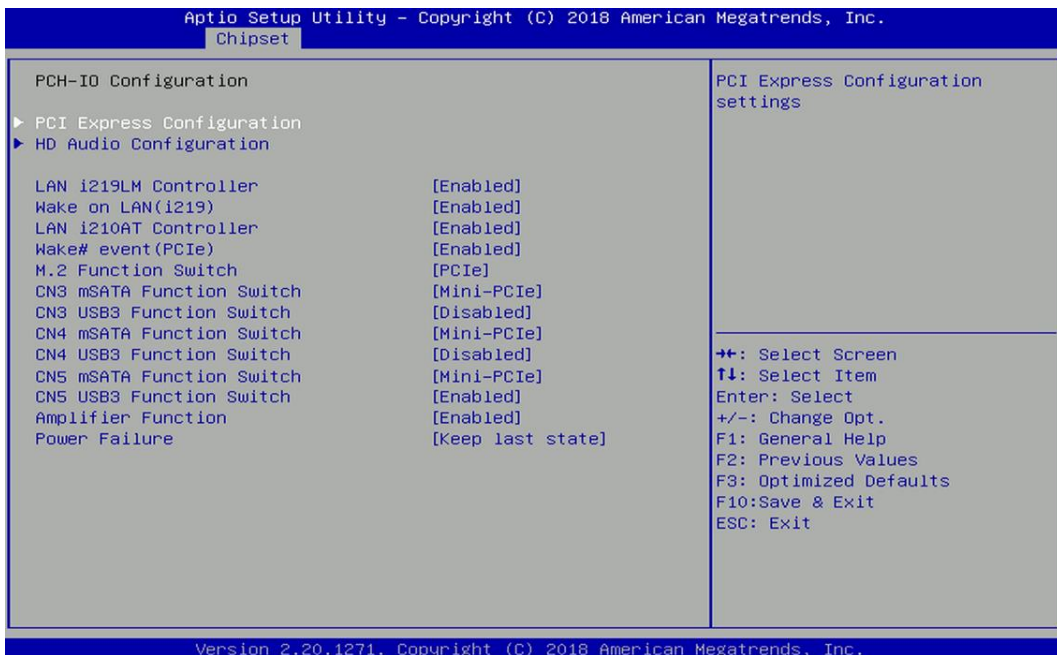 Aptio Setup Utility – Copyright (C) 2018 American Megatrends, Inc.
Chipset
PCH-IO Configuration
▶ PCI Express Configuration
▶ HD Audio Configuration
LAN i219LM Controller [Enabled]
Wake on LAN(i219) [Enabled]
LAN i210AT Controller [Enabled]
Wake# event(PCIe) [Enabled]
M.2 Function Switch [PCIe]
CN3 mSATA Function Switch [Mini-PCIe]
CN3 USB3 Function Switch [Disabled]
CN4 mSATA Function Switch [Mini-PCIe]
CN4 USB3 Function Switch [Disabled]
CN5 mSATA Function Switch [Mini-PCIe]
CN5 USB3 Function Switch [Enabled]
Amplifier Function [Enabled]
Power Failure [Keep last state]
PCI Express Configuration
settings
→←: Select Screen
↑↓: Select Item
Enter: Select
+/-: Change Opt.
F1: General Help
F2: Previous Values
F3: Optimized Defaults
F10:Save & Exit
ESC: Exit
Version 2.20.1271. Copyright (C) 2018 American Megatrends, Inc.